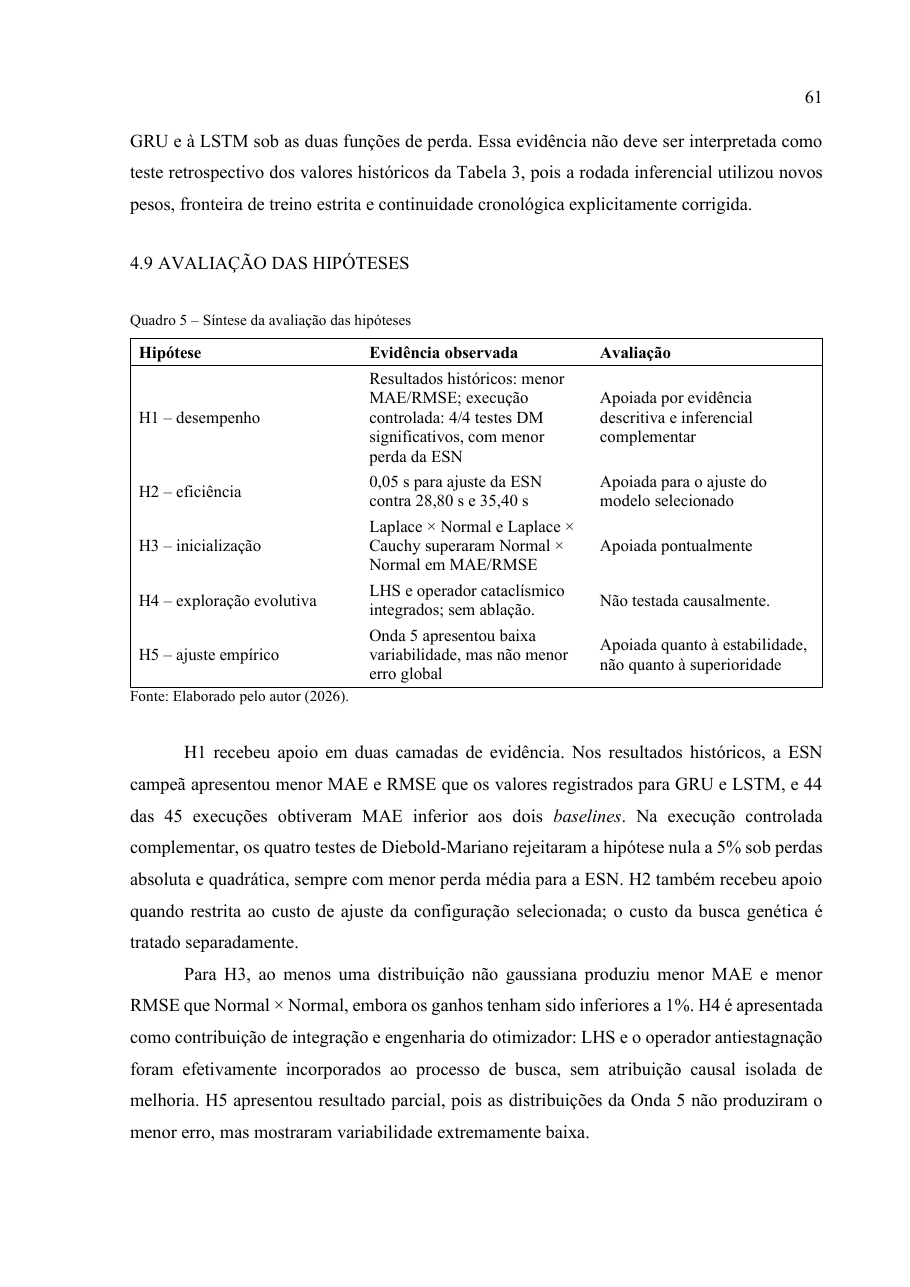 61
GRU e à LSTM sob as duas funções de perda. Essa evidência não deve ser interpretada como
teste retrospectivo dos valores históricos da Tabela 3, pois a rodada inferencial utilizou novos
pesos, fronteira de treino estrita e continuidade cronológica explicitamente corrigida.
4.9 AVALIAÇÃO DAS HIPÓTESES
Quadro 5 – Síntese da avaliação das hipóteses
Hipótese Evidência observada Avaliação
H1 – desempenho
Resultados históricos: menor
MAE/RMSE; execução
controlada: 4/4 testes DM
significativos, com menor
perda da ESN
Apoiada por evidência
descritiva e inferencial
complementar
H2 – eficiência
0,05 s para ajuste da ESN
contra 28,80 s e 35,40 s
Apoiada para o ajuste do
modelo selecionado
H3 – inicialização
Laplace × Normal e Laplace ×
Cauchy superaram Normal ×
Normal em MAE/RMSE
Apoiada pontualmente
H4 – exploração evolutiva
LHS e operador cataclísmico
integrados; sem ablação.
Não testada causalmente.
H5 – ajuste empírico
Onda 5 apresentou baixa
variabilidade, mas não menor
erro global
Apoiada quanto à estabilidade,
não quanto à superioridade
Fonte: Elaborado pelo autor (2026).
H1 recebeu apoio em duas camadas de evidência. Nos resultados históricos, a ESN
campeã apresentou menor MAE e RMSE que os valores registrados para GRU e LSTM, e 44
das 45 execuções obtiveram MAE inferior aos dois baselines. Na execução controlada
complementar, os quatro testes de Diebold-Mariano rejeitaram a hipótese nula a 5% sob perdas
absoluta e quadrática, sempre com menor perda média para a ESN. H2 também recebeu apoio
quando restrita ao custo de ajuste da configuração selecionada; o custo da busca genética é
tratado separadamente.
Para H3, ao menos uma distribuição não gaussiana produziu menor MAE e menor
RMSE que Normal × Normal, embora os ganhos tenham sido inferiores a 1%. H4 é apresentada
como contribuição de integração e engenharia do otimizador: LHS e o operador antiestagnação
foram efetivamente incorporados ao processo de busca, sem atribuição causal isolada de
melhoria. H5 apresentou resultado parcial, pois as distribuições da Onda 5 não produziram o
menor erro, mas mostraram variabilidade extremamente baixa.